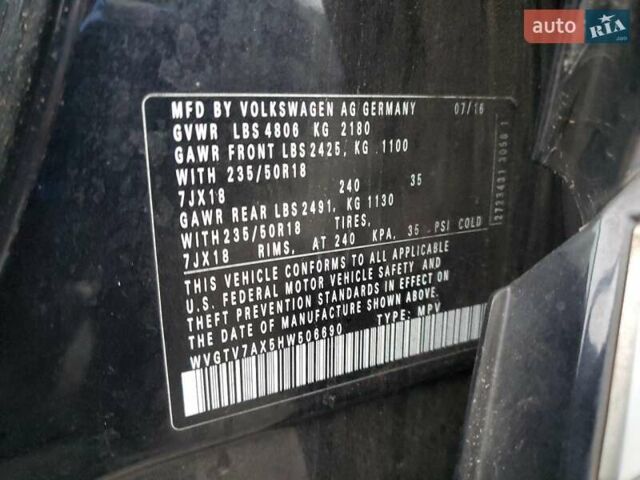 auto RIA
.com
MFD BY VOLKSWAGEN AG GERMANY 07/16
GVWR LBS 4806 KG 2180
GAWR FRONT LBS 2425, KG 1100
WITH 235/50R18
7JX18 240 35
GAWR REAR LBS 2491, KG 1130
WITH 235/50R18 TIRES,
7JX18 RIMS, AT 240 KPA, 35 PSI COLD
THIS VEHICLE CONFORMS TO ALL APPLICABLE
U.S. FEDERAL MOTOR VEHICLE SAFETY AND
THEFT PREVENTION STANDARDS IN EFFECT ON
THE DATE OF MANUFACTURE SHOWN ABOVE.
WVGTV7AX5HW506690 TYPE: MPV